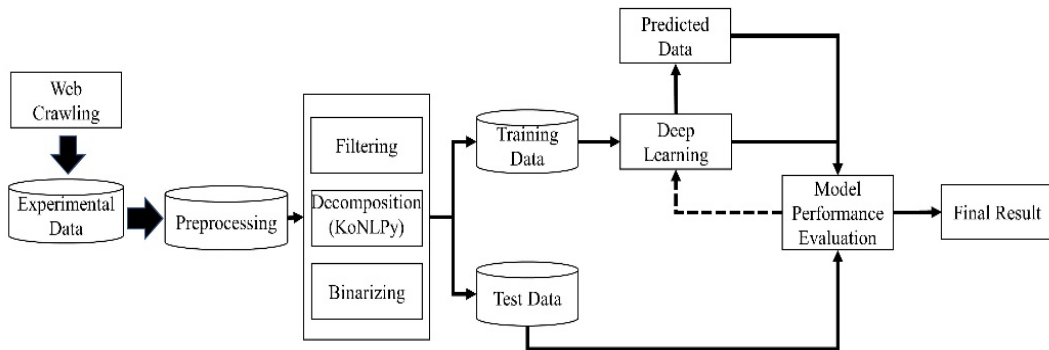 Web
Crawling
Experimental
Data
Preprocessing
Filtering
Decomposition
(KoNLPy)
Binarizing
Training
Data
Test Data
Predicted
Data
Deep
Learning
Model
Performance
Evaluation
Final Result